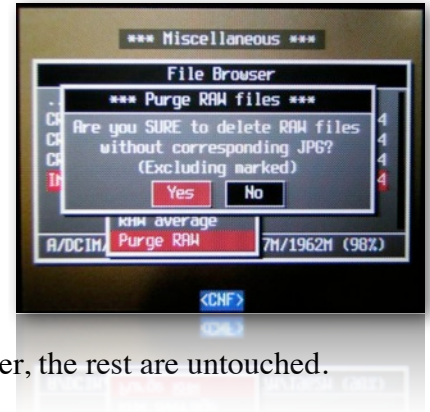 *** Miscellaneous ***
File Browser
*** Purge RAW files ***
Are you SURE to delete RAW files
without corresponding JPG?
(Excluding marked)
Yes No
RAW average
Purge RAW
A/DCIM/ 7M/1962M (98%)
<CNF>
er, the rest are untouched.